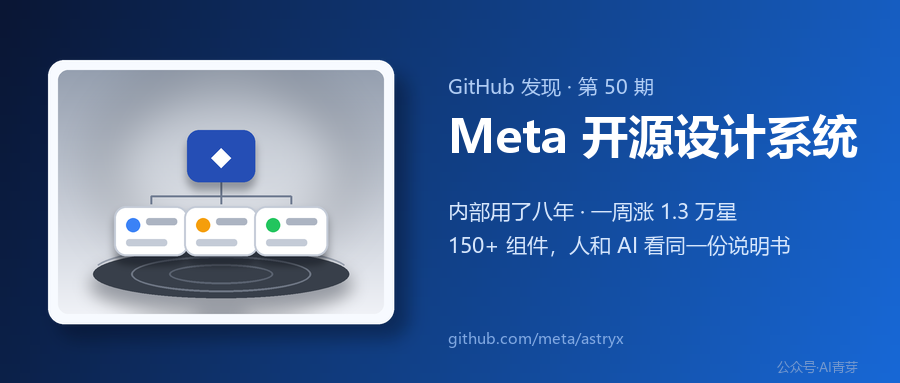 GitHub 发现 · 第 50 期
Meta 开源设计系统
内部用了八年 · 一周涨 1.3 万星
150+ 组件，人和 AI 看同一份说明书
github.com/meta/astryx
公众号·AI青芽